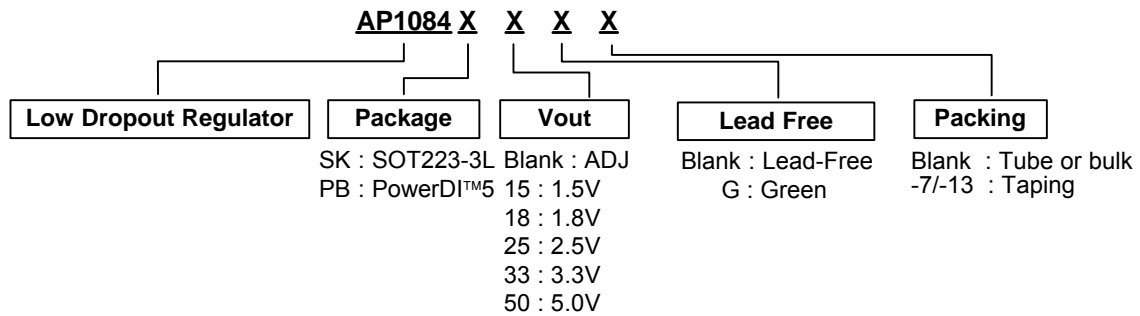 AP1084 X X X X
Low Dropout Regulator Package Vout Lead Free Packing
SK : SOT223-3L Blank : ADJ Blank : Lead-Free Blank : Tube or bulk
PB : PowerDI™5 15 : 1.5V G : Green -7/-13 : Taping
18 : 1.8V
25 : 2.5V
33 : 3.3V
50 : 5.0V